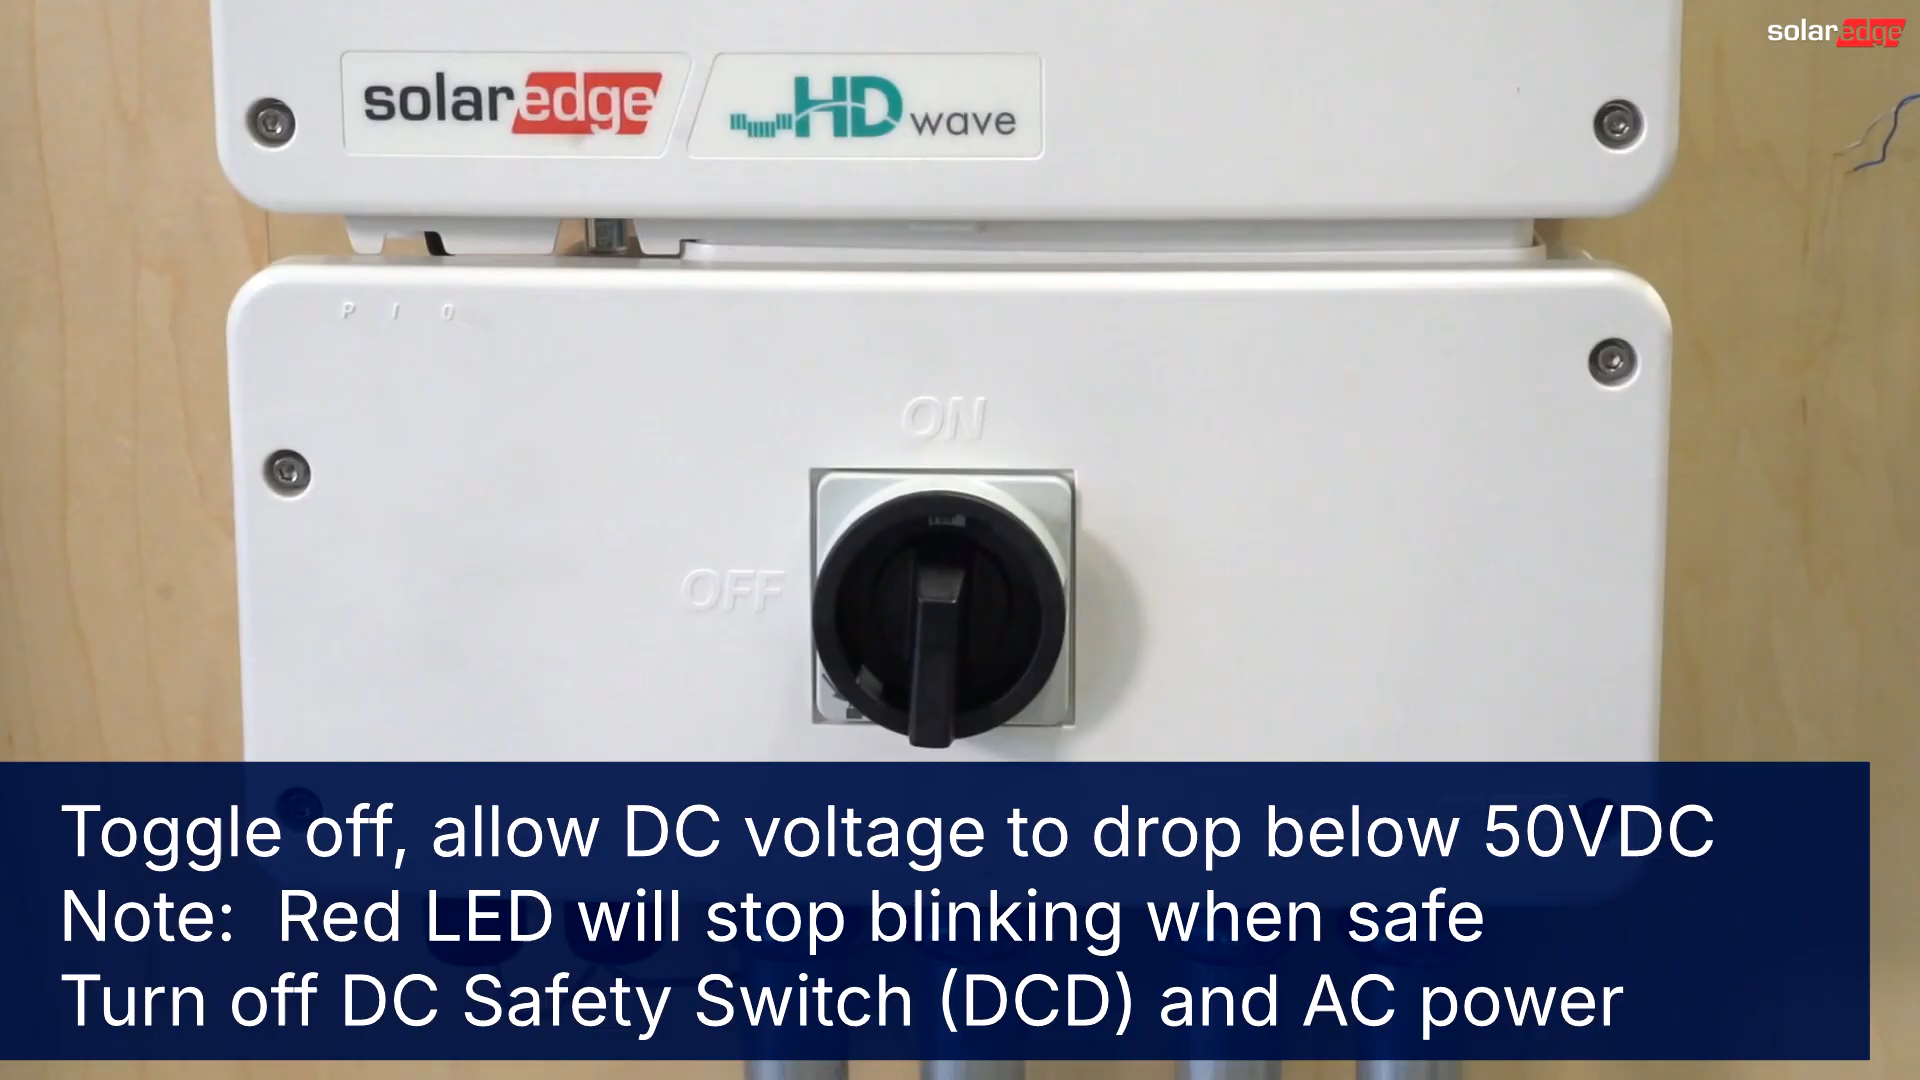 solaredge
solaredge
HD wave
P I 0
ON
OFF
Toggle off, allow DC voltage to drop below 50VDC
Note: Red LED will stop blinking when safe
Turn off DC Safety Switch (DCD) and AC power